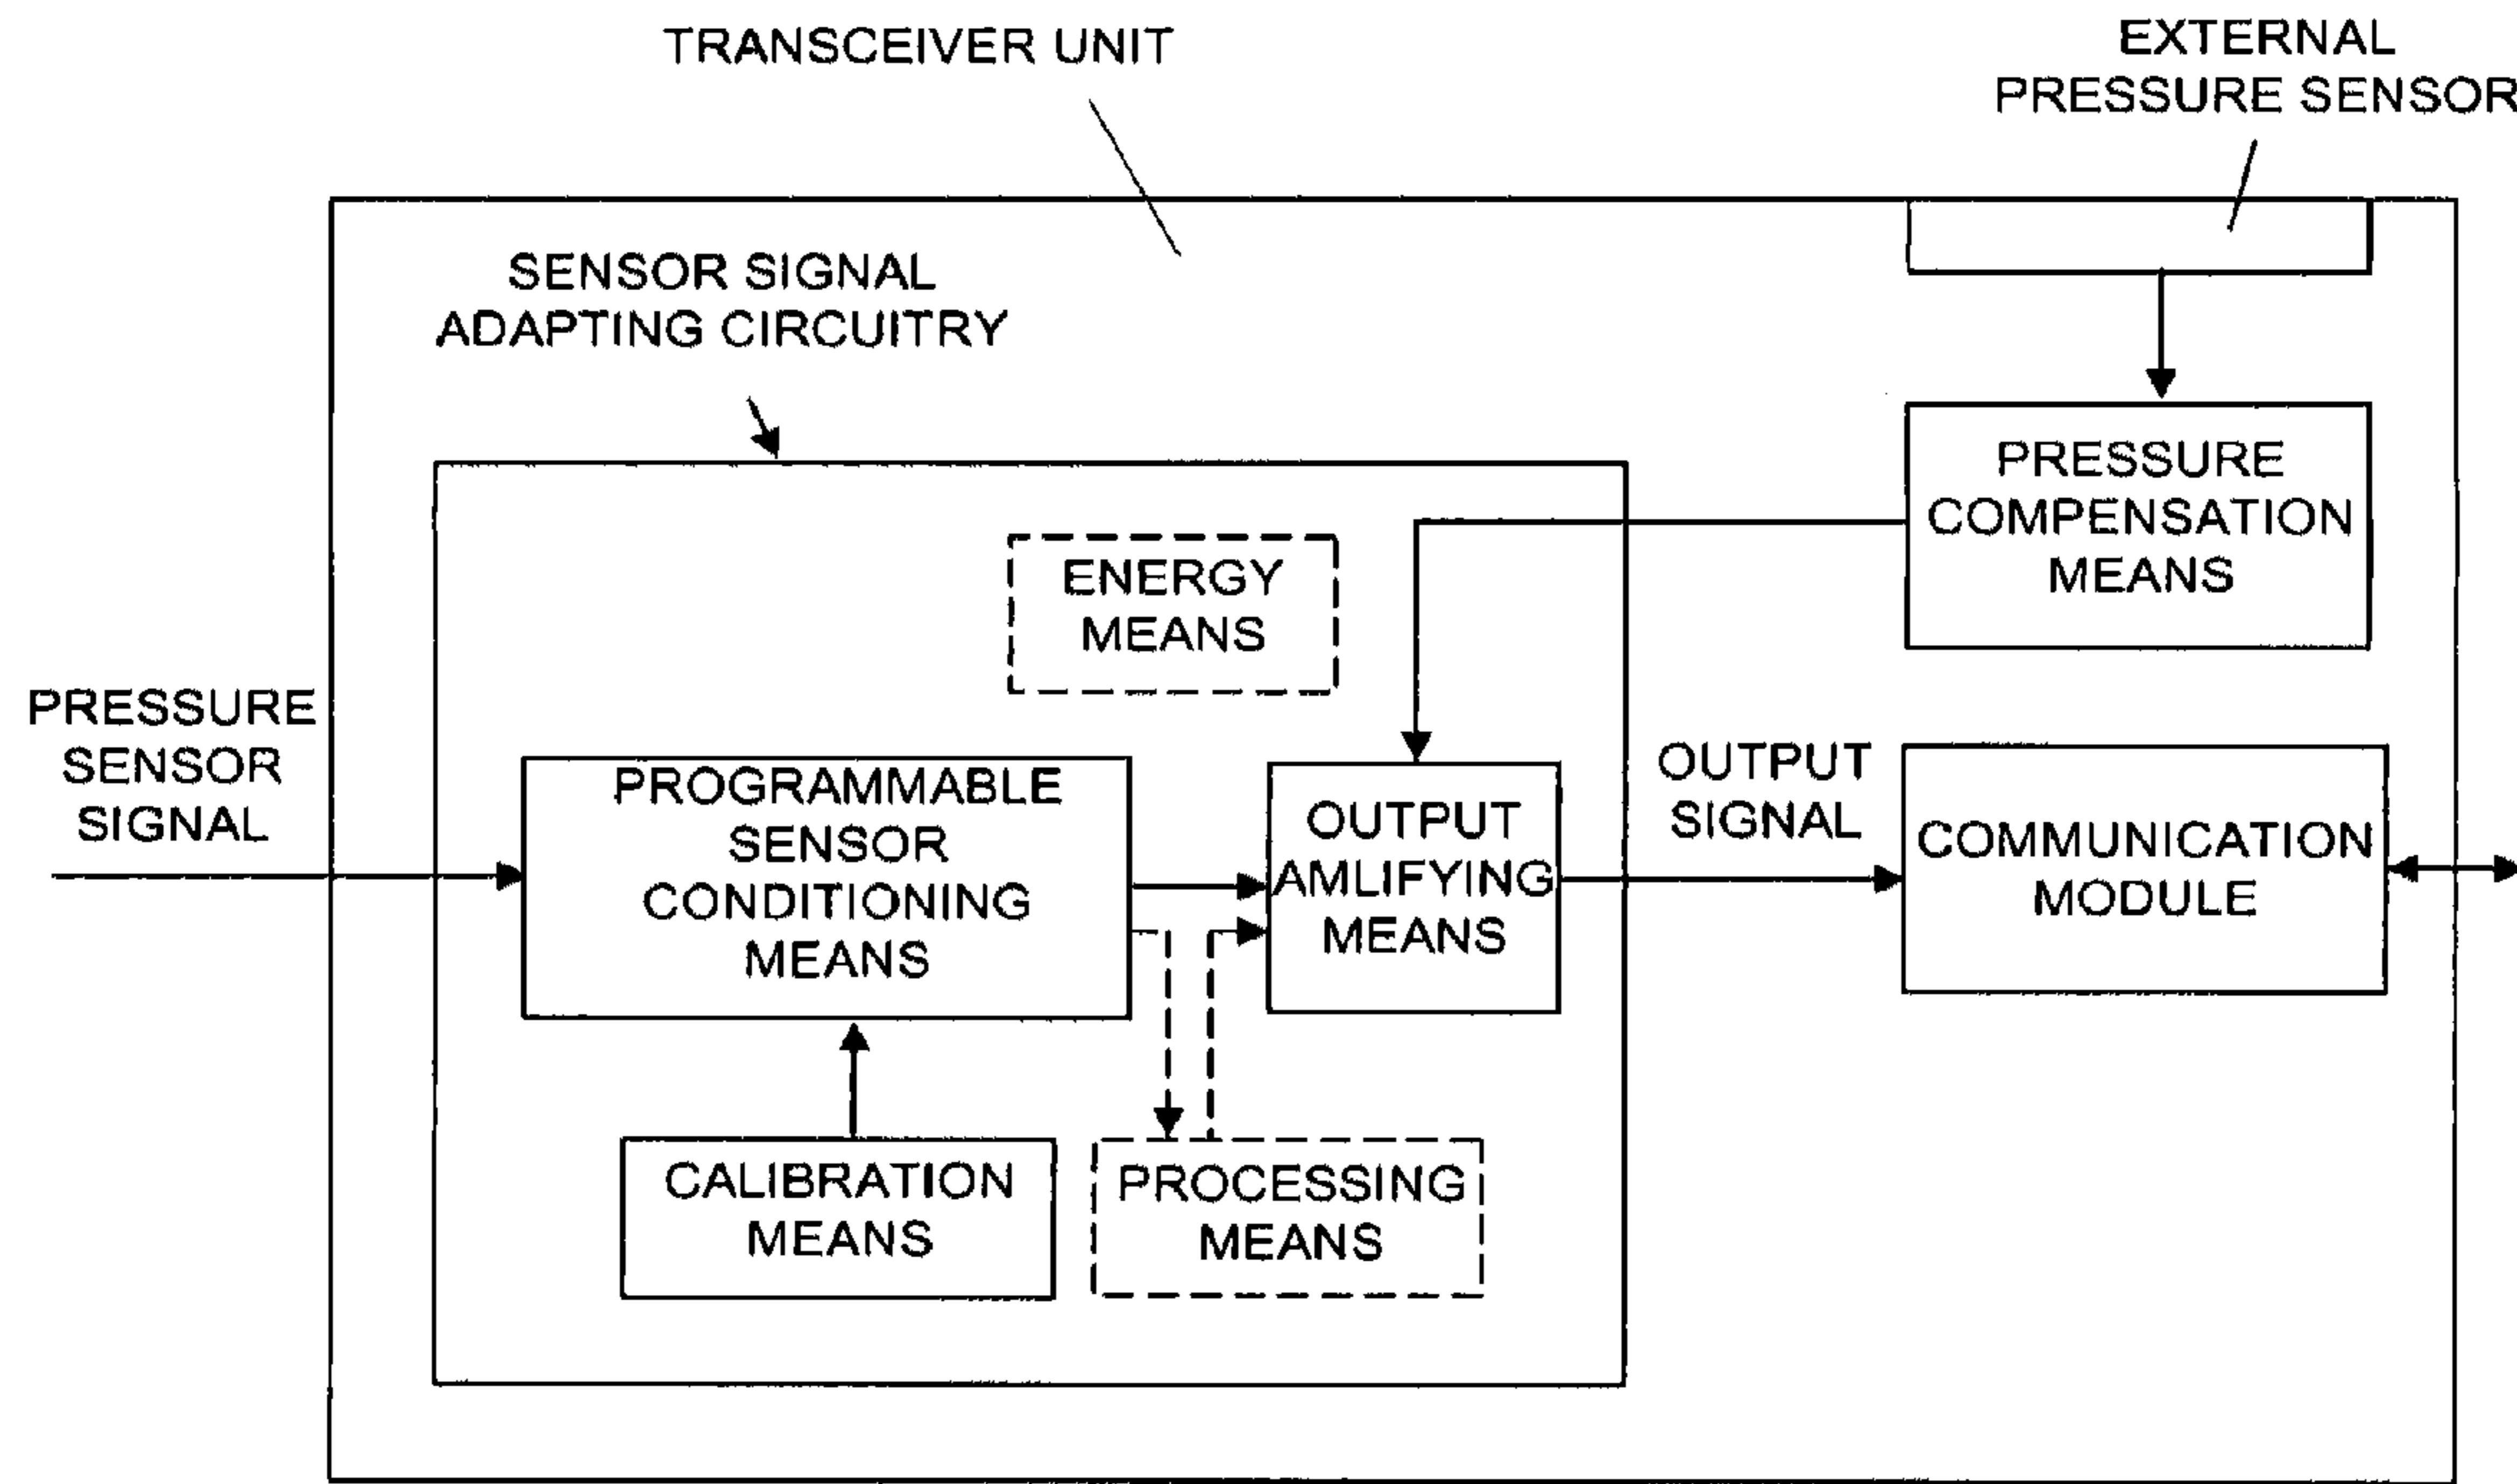 TRANSCEIVER UNIT
EXTERNAL
PRESSURE SENSOR
SENSOR SIGNAL
ADAPTING CIRCUITRY
PRESSURE
COMPENSATION
MEANS
ENERGY
MEANS
PRESSURE
SENSOR
SIGNAL
PROGRAMMABLE
SENSOR
CONDITIONING
MEANS
OUTPUT
AMLIFYING
MEANS
OUTPUT
SIGNAL
COMMUNICATION
MODULE
CALIBRATION
MEANS
PROCESSING
MEANS